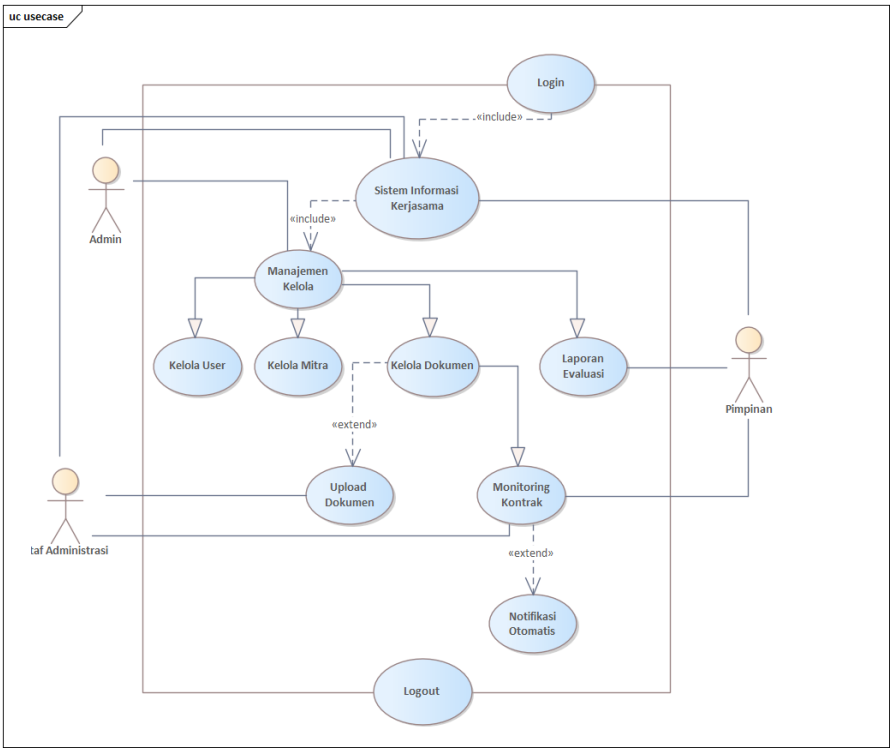 uc usecase
Login
«include»
Sistem Informasi
Kerjasama
«include»
Admin
Manajemen
Kelola
Kelola User
Kelola Mitra
Kelola Dokumen
Laporan
Evaluasi
Pimpinan
«extend»
Upload
Dokumen
Monitoring
Kontrak
taf Administrasi
«extend»
Notifikasi
Otomatis
Logout